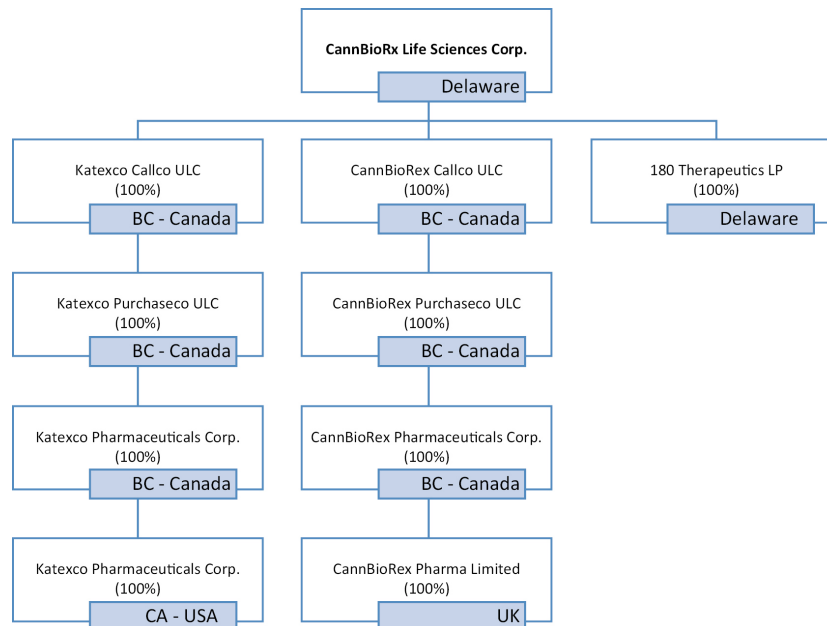 CannBioRx Life Sciences Corp.
Delaware
Katexco Callco ULC
(100%)
BC - Canada
CannBioRex Callco ULC
(100%)
BC - Canada
180 Therapeutics LP
(100%)
Delaware
Katexco Purchaseco ULC
(100%)
BC - Canada
CannBioRex Purchaseco ULC
(100%)
BC - Canada
Katexco Pharmaceuticals Corp.
(100%)
BC - Canada
CannBioRex Pharmaceuticals Corp.
(100%)
BC - Canada
Katexco Pharmaceuticals Corp.
(100%)
CA - USA
CannBioRex Pharma Limited
(100%)
UK